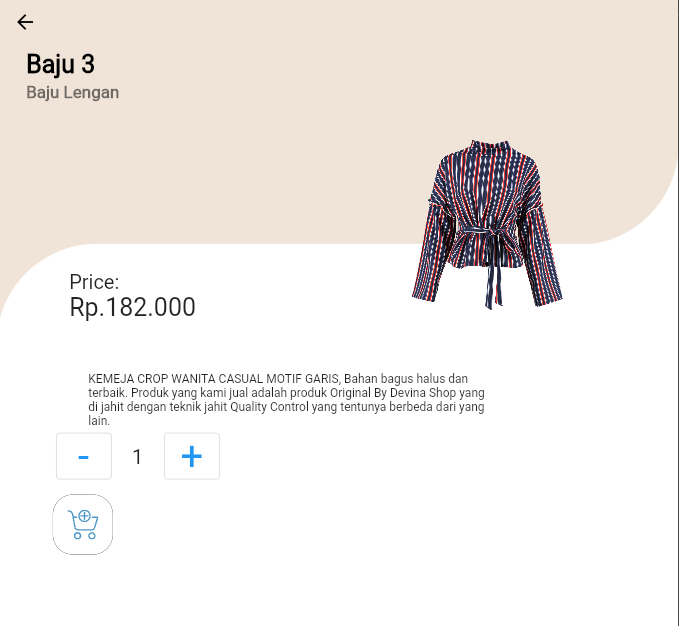 Baju 3
Baju Lengan
Price:
Rp.182.000
KEMEJA CROP WANITA CASUAL MOTIF GARIS, Bahan bagus halus dan
terbaik. Produk yang kami jual adalah produk Original By Devina Shop yang
di jahit dengan teknik jahit Quality Control yang tentunya berbeda dari yang
lain.
- 1 +